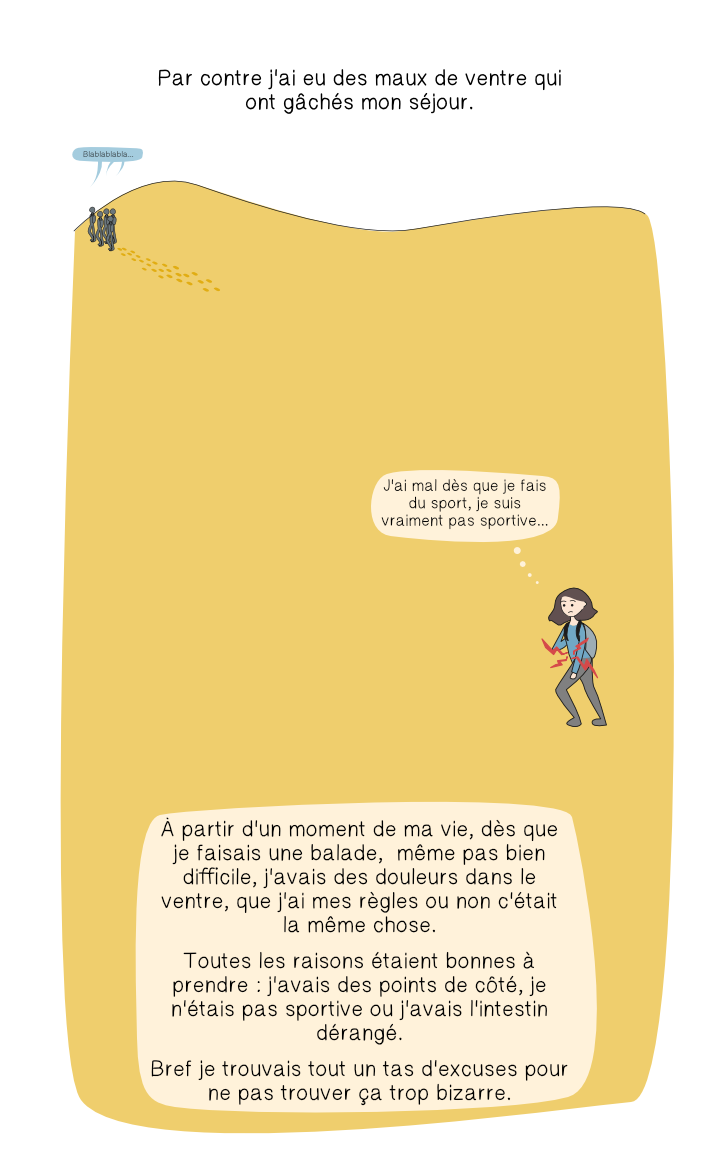 Par contre j'ai eu des maux de ventre qui
ont gâchés mon séjour.
Blablablabla...
J'ai mal dès que je fais
du sport, je suis
vraiment pas sportive...
À partir d'un moment de ma vie, dès que
je faisais une balade,  même pas bien
difficile, j'avais des douleurs dans le
ventre, que j'ai mes règles ou non c'était
la même chose.
Toutes les raisons étaient bonnes à
prendre : j'avais des points de côté, je
n'étais pas sportive ou j'avais l'intestin
dérangé.
Bref je trouvais tout un tas d'excuses pour
ne pas trouver ça trop bizarre.